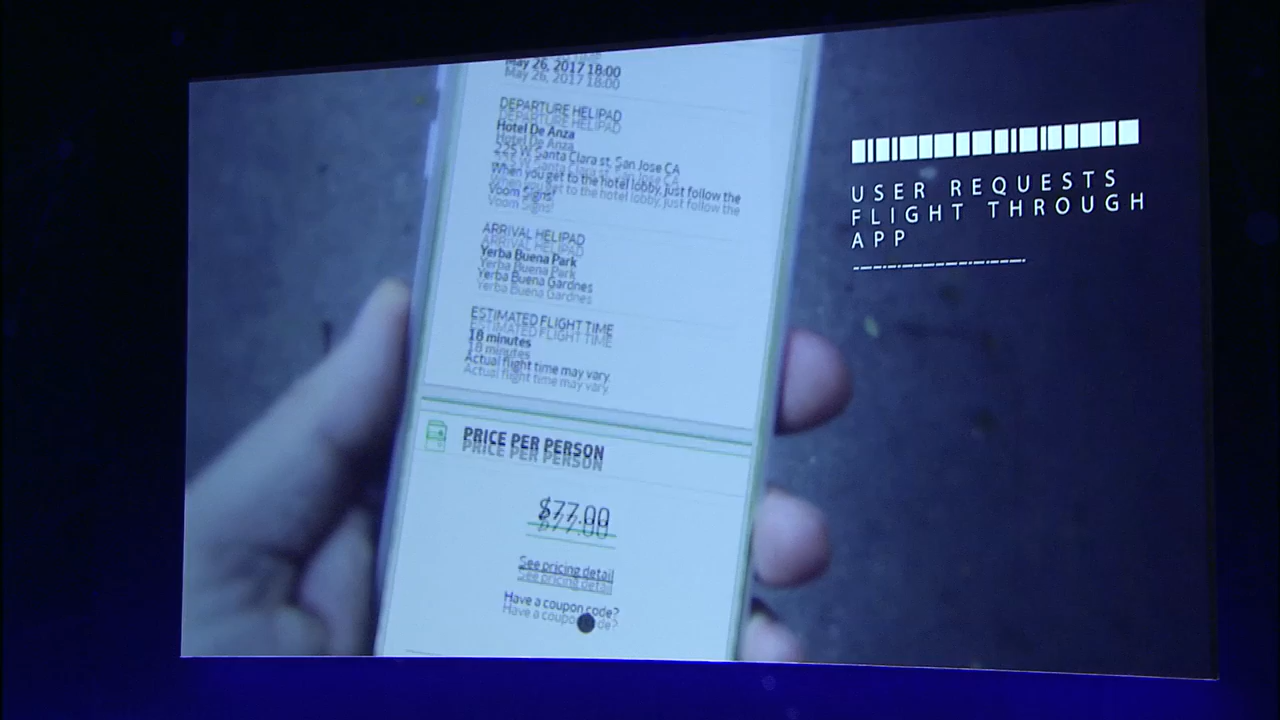 May 26, 2017 18:00
DEPARTURE HELIPAD
Hotel De Anza
225 W Santa Clara st, San Jose CA
When you get to the hotel lobby, just follow the
Voom Signs!
ARRIVAL HELIPAD
Yerba Buena Park
Yerba Buena Gardnes
ESTIMATED FLIGHT TIME
18 minutes
Actual flight time may vary.
PRICE PER PERSON
$77.00
See pricing detail
Have a coupon code?
USER REQUESTS
FLIGHT THROUGH
APP